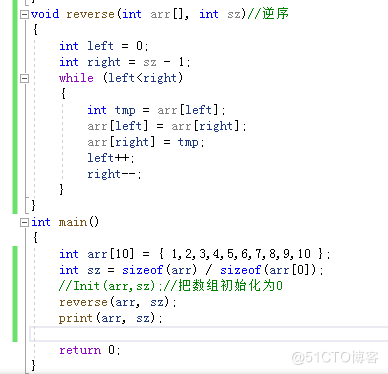 void reverse(int arr[], int sz)//逆序
{
int left = 0;
int right = sz - 1;
while (left<right)
{
int tmp = arr[left];
arr[left] = arr[right];
arr[right] = tmp;
left++;
right--;
}
}
int main()
{
int arr[10] = { 1,2,3,4,5,6,7,8,9,10 };
int sz = sizeof(arr) / sizeof(arr[0]);
//Init(arr,sz);//把数组初始化为0
reverse(arr, sz);
print(arr, sz);
return 0;
}
@51CTO博客